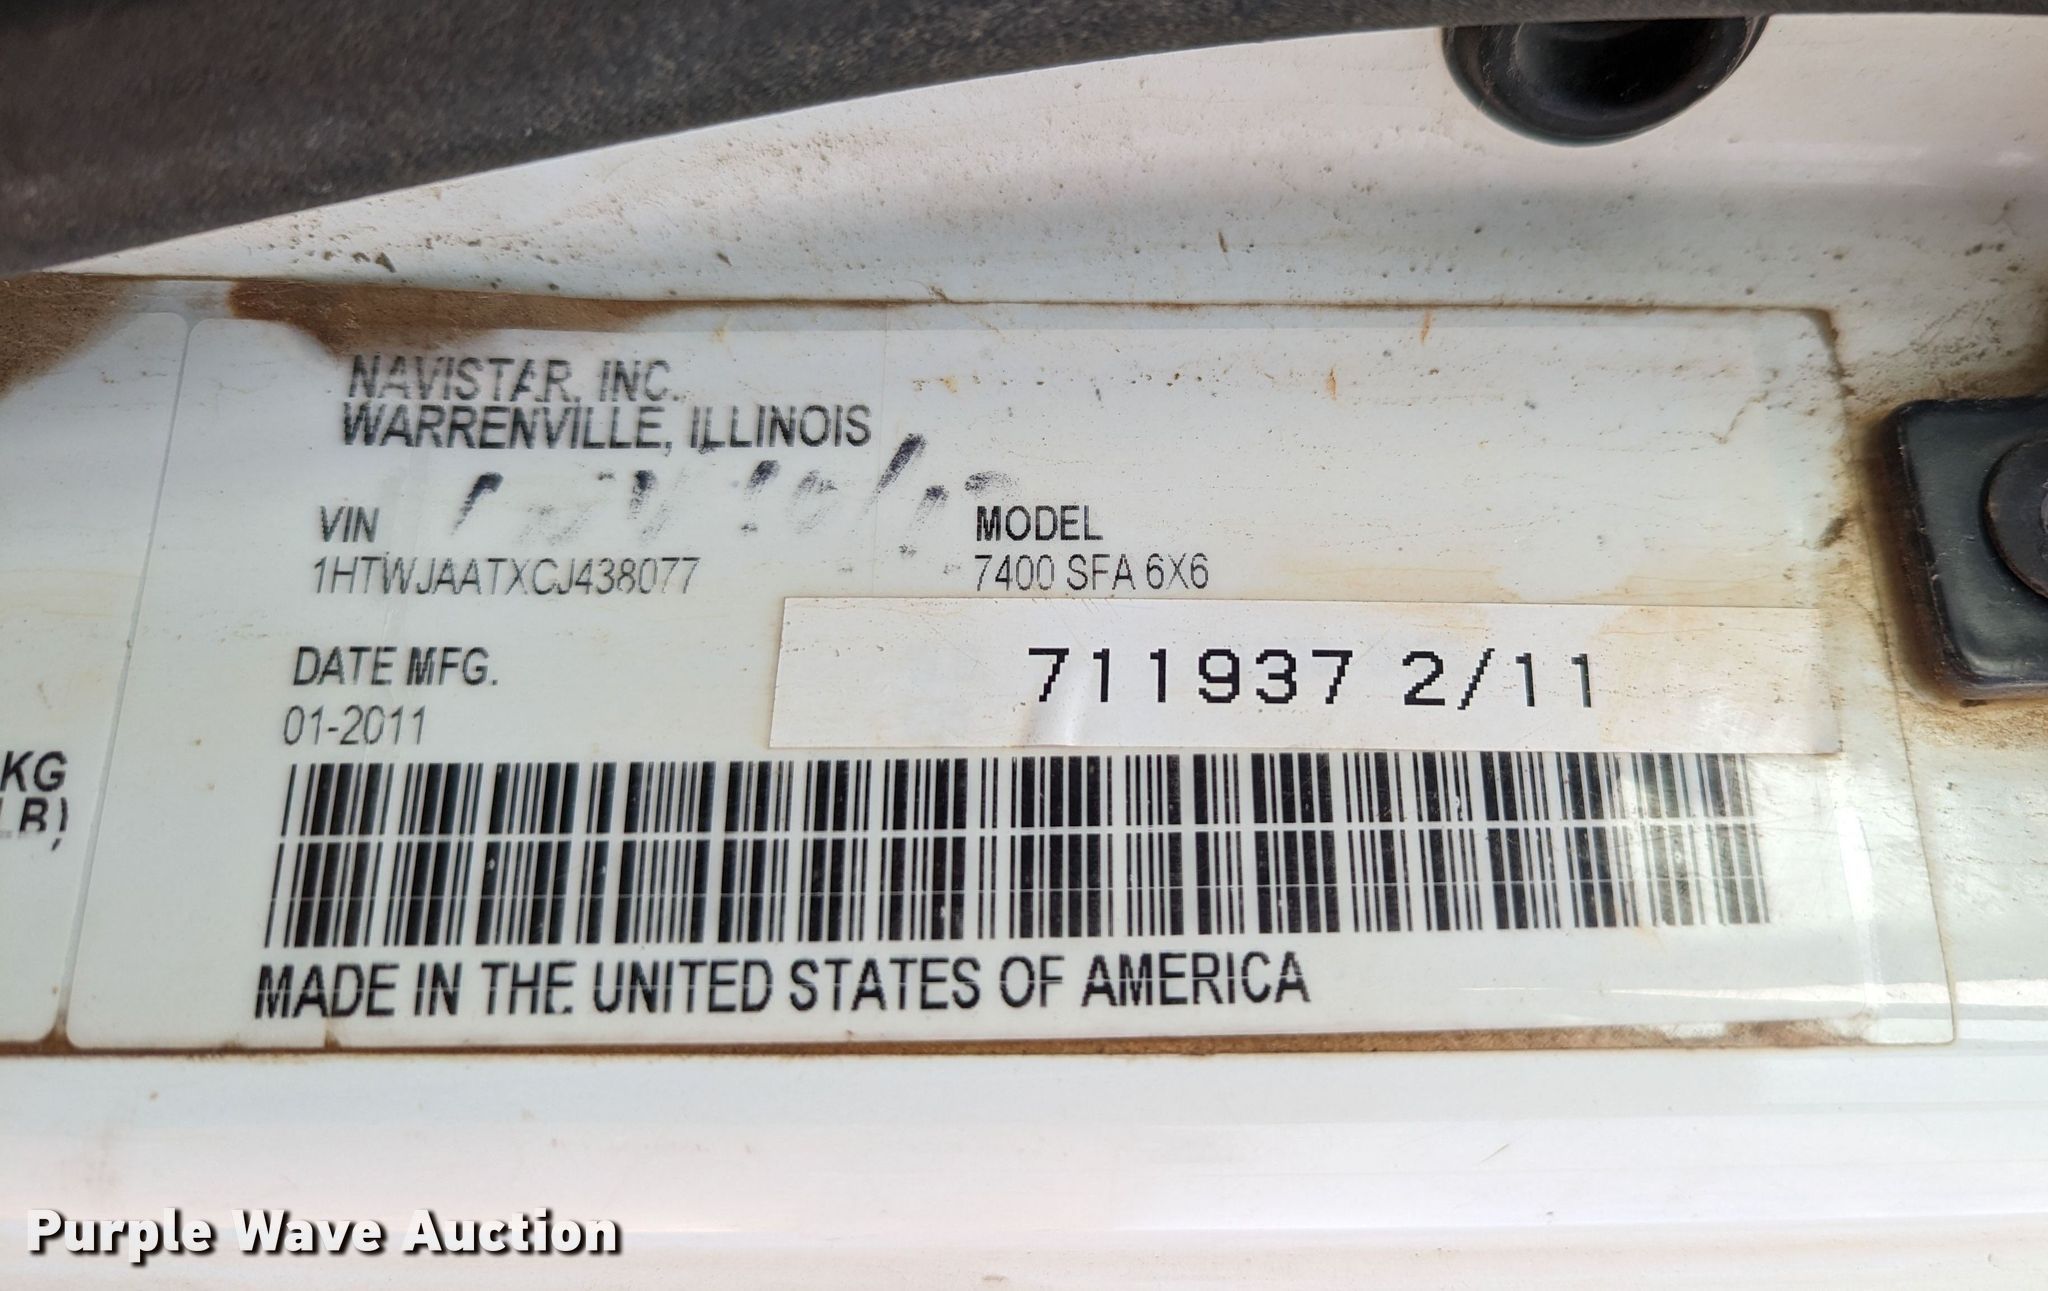 NAVISTAR, INC.
WARRENVILLE, ILLINOIS
VIN
1HTWJAATXCJ438077
MODEL
7400 SFA 6X6
DATE MFG.
01-2011
711937 2/11
KG
LB)
MADE IN THE UNITED STATES OF AMERICA
Purple Wave Auction